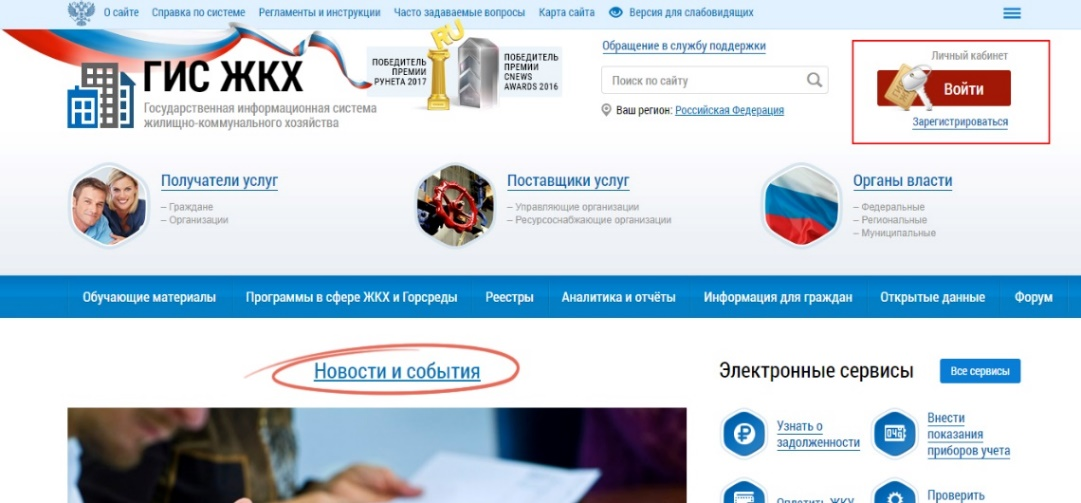 О сайте Справка по системе Регламенты и инструкции Часто задаваемые вопросы Карта сайта Версия для слабовидящих
ГИС ЖКХ
Государственная информационная система
жилищно-коммунального хозяйства
ПОБЕДИТЕЛЬ
ПРЕМИИ
РУНЕТА 2017
RU
ПОБЕДИТЕЛЬ
ПРЕМИИ
CNEWS
AWARDS 2016
Обращение в службу поддержки
Поиск по сайту
Ваш регион: Российская Федерация
Личный кабинет
Войти
Зарегистрироваться
Получатели услуг
– Граждане
– Организации
Поставщики услуг
– Управляющие организации
– Ресурсоснабжающие организации
Органы власти
– Федеральные
– Региональные
– Муниципальные
Обучающие материалы Программы в сфере ЖКХ и Горсреды Реестры Аналитика и отчёты Информация для граждан Открытые данные Форум
Новости и события
Электронные сервисы
Все сервисы
Узнать о
задолженности
Внести
показания
приборов учета
Оплатить ЖКУ
Проверить